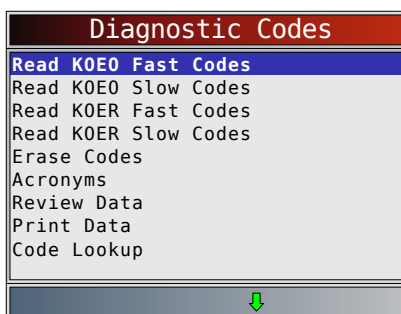 Diagnostic Codes
Read KOEO Fast Codes
Read KOEO Slow Codes
Read KOER Fast Codes
Read KOER Slow Codes
Erase Codes
Acronyms
Review Data
Print Data
Code Lookup